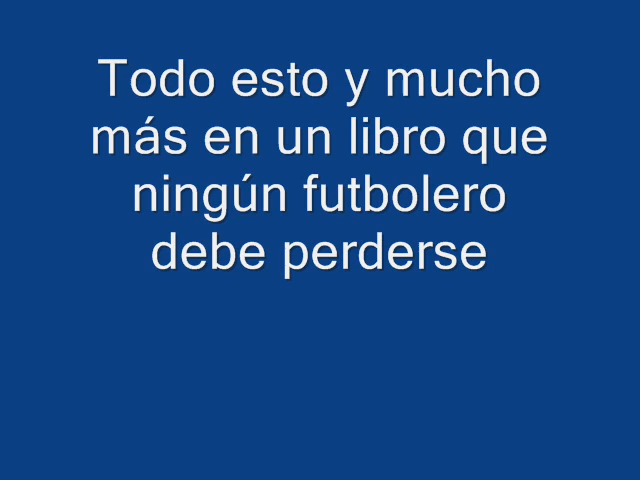 Todo esto y mucho
más en un libro que
ningún futbolero
debe perderse